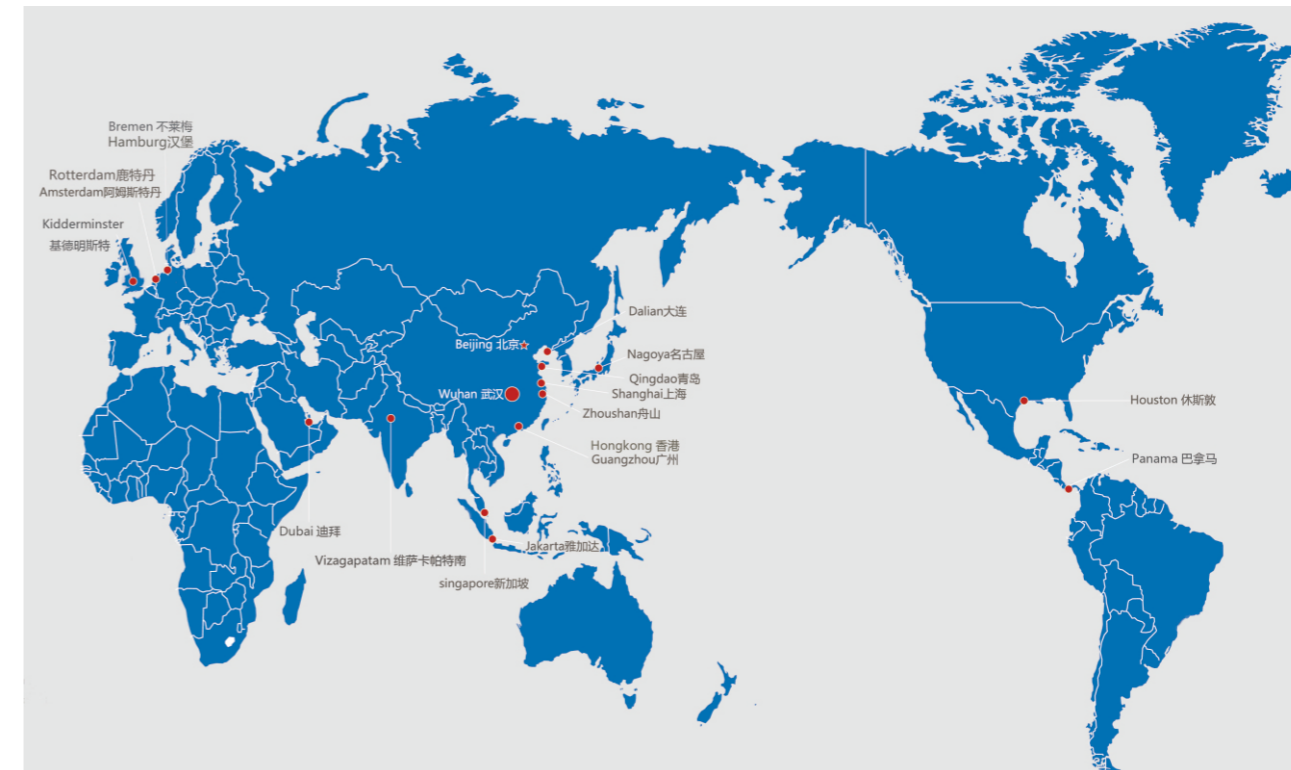 Bremen 不莱梅
Hamburg汉堡
Rotterdam鹿特丹
Amsterdam阿姆斯特丹
Kidderminster
基德明斯特
Dalian大连
Beijing 北京
Nagoya名古屋
Qingdao青岛
Wuhan 武汉
Shanghai上海
Zhoushan舟山
Houston 休斯敦
Hongkong 香港
Guangzhou广州
Panama 巴拿马
Dubai 迪拜
Jakarta雅加达
Vizagapatam 维萨卡帕特南
singapore新加坡